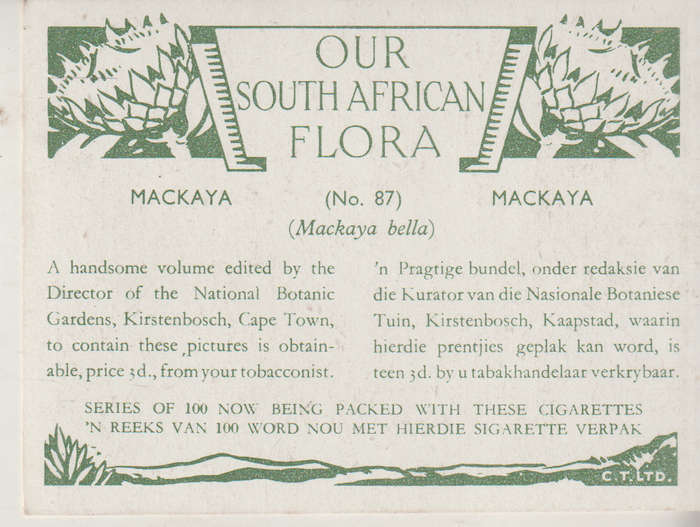 OUR
SOUTH AFRICAN
FLORA
MACKAYA (No. 87) MACKAYA
(Mackaya bella)
A handsome volume edited by the
Director of the National Botanic
Gardens, Kirstenbosch, Cape Town,
to contain these pictures is obtain-
able, price 3d., from your tobacconist.
'n Pragtige bundel, onder redaksie van
die Kurator van die Nasionale Botaniese
Tuin, Kirstenbosch, Kaapstad, waarin
hierdie prentjies geplak kan word, is
teen 3d. by u tabakhandelaar verkrybaar.
SERIES OF 100 NOW BEING PACKED WITH THESE CIGARETTES
'N REEKS VAN 100 WORD NOU MET HIERDIE SIGARETTE VERPAK
C.T.LTD.